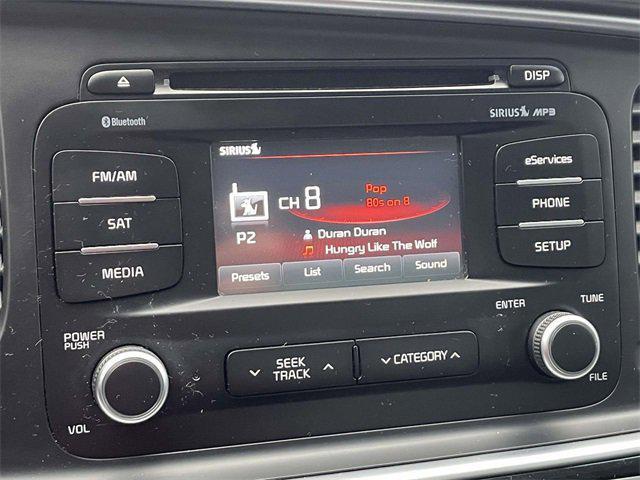 DISP
Bluetooth
SIRIUS MP3
FM/AM
SAT
MEDIA
SIRIUS
CH 8
Pop
80s on 8
P2
Duran Duran
Hungry Like The Wolf
Presets
List
Search
Sound
eServices
PHONE
SETUP
POWER
PUSH
VOL
SEEK
TRACK
CATEGORY
ENTER
TUNE
FILE